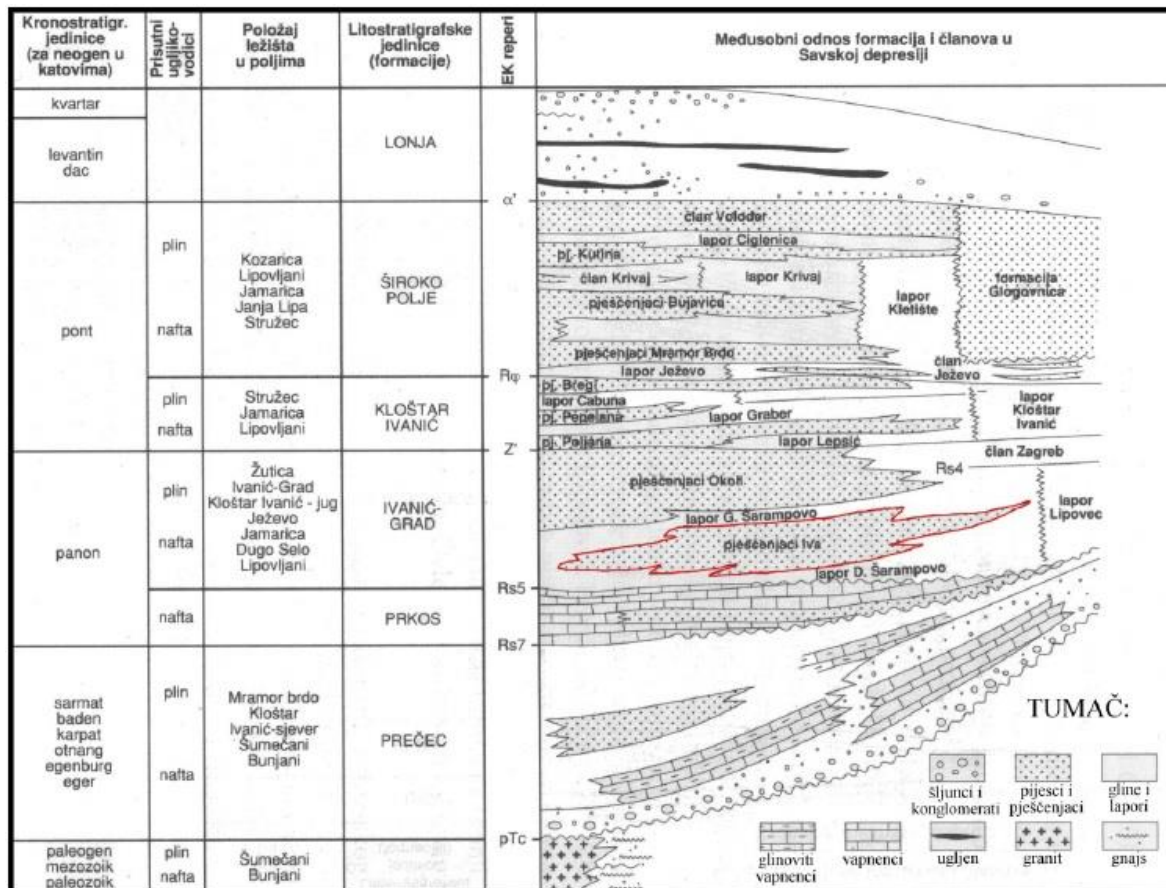 Kronostratigr.
jedinice
(za neogen u
katovima)
Prisutni
ugljiko-
vodici
Položaj
ležišta
u poljima
Litostratigrafske
jedinice
(formacije)
EK reperi
Međusobni odnos formacija i članova u
Savskoj depresiji
kvartar
levantin
dac
LONJA
α'
pont
plin
nafta
Kozarica
Lipovljani
Jamarica
Janja Lipa
Stružec
ŠIROKO
POLJE
član Voloder
lapor Ciglenica
pj. Kutina
član Krivaj
lapor Krivaj
pješčenjaci Bujavica
lapor
Kletište
formacija
Glogovnica
pješčenjaci Mramor Brdo
lapor Ježevo
član
Ježevo
Rφ
plin
nafta
Stružec
Jamarica
Lipovljani
KLOŠTAR
IVANIĆ
pj. Breg
lapor Cabuna
pj. Pepelana
lapor Graber
pj. Poljana
lapor Lepsić
lapor
Kloštar
Ivanić
Z'
panon
plin
nafta
Žutica
Ivanić-Grad
Kloštar Ivanić - jug
Ježevo
Jamarica
Dugo Selo
Lipovljani
IVANIĆ-
GRAD
član Zagreb
Rs4
pješčenjaci Okoli
lapor G. Šarampovo
lapor
Lipovec
pješčenjaci Iva
lapor D. Šarampovo
Rs5
nafta
PRKOS
Rs7
sarmat
baden
karpat
otnang
egenburg
eger
plin
nafta
Mramor brdo
Kloštar
Ivanić-sjever
Šumečani
Bunjani
PREČEC
pTc
paleogen
mezozoik
paleozoik
plin
nafta
Šumečani
Bunjani
TUMAČ:
šljunci i
konglomerati
pijesci i
pješčenjaci
gline i
lapori
glinoviti
vapnenci
vapnenci
ugljen
granit
gnajs